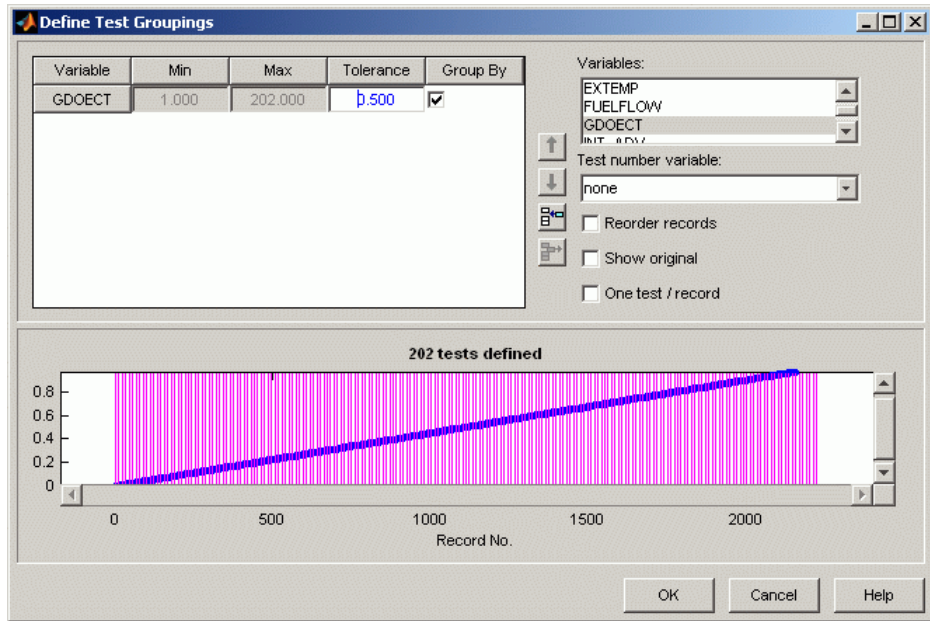 Define Test Groupings
Variable Min Max Tolerance Group By
GDOECT 1.000 202.000 0.500
Variables:
EXTEMP
FUELFLOW
GDOECT
Test number variable:
none
Reorder records
Show original
One test / record
202 tests defined
0.8
0.6
0.4
0.2
0
0 500 1000 1500 2000
Record No.
OK Cancel Help